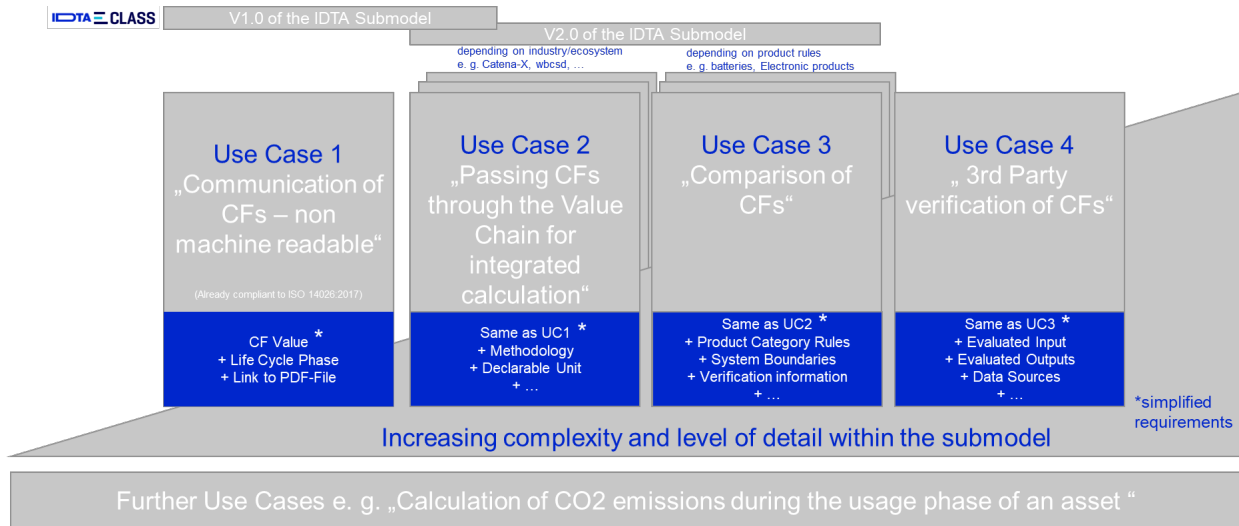 IDTA ECLASS
V1.0 of the IDTA Submodel
V2.0 of the IDTA Submodel
depending on industry/ecosystem
e. g. Catena-X, wbcsd, …
depending on product rules
e. g. batteries, Electronic products
Use Case 1
„Communication of
CFs – non
machine readable“
(Already compliant to ISO 14026:2017)
CF Value *
+ Life Cycle Phase
+ Link to PDF-File
Use Case 2
„Passing CFs
through the Value
Chain for
integrated
calculation“
Same as UC1 *
+ Methodology
+ Declarable Unit
+ …
Use Case 3
„Comparison of
CFs“
Same as UC2 *
+ Product Category Rules
+ System Boundaries
+ Verification information
+ …
Use Case 4
„ 3rd Party
verification of CFs“
Same as UC3 *
+ Evaluated Input
+ Evaluated Outputs
+ Data Sources
+ …
*simplified
requirements
Increasing complexity and level of detail within the submodel
Further Use Cases e. g. „Calculation of CO2 emissions during the usage phase of an asset “